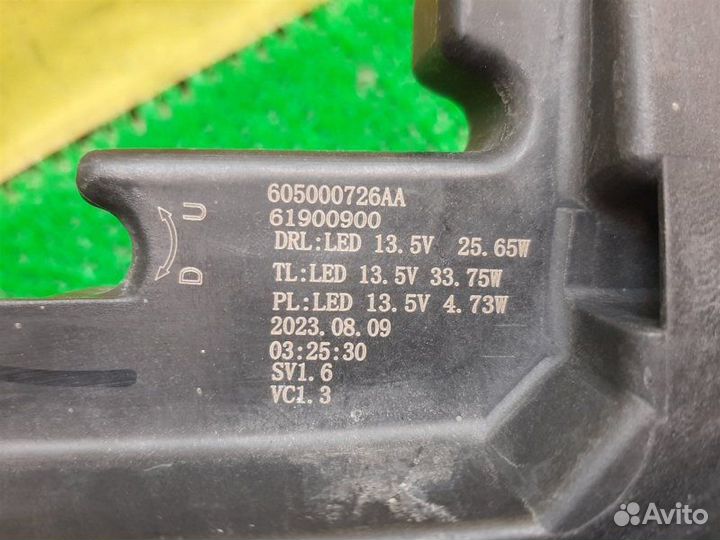 605000726AA
61900900
DRL:LED 13.5V 25.65W
TL:LED 13.5V 33.75W
PL:LED 13.5V 4.73W
2023.08.09
03:25:30
SV1.6
VC1.3
U
D
Avito